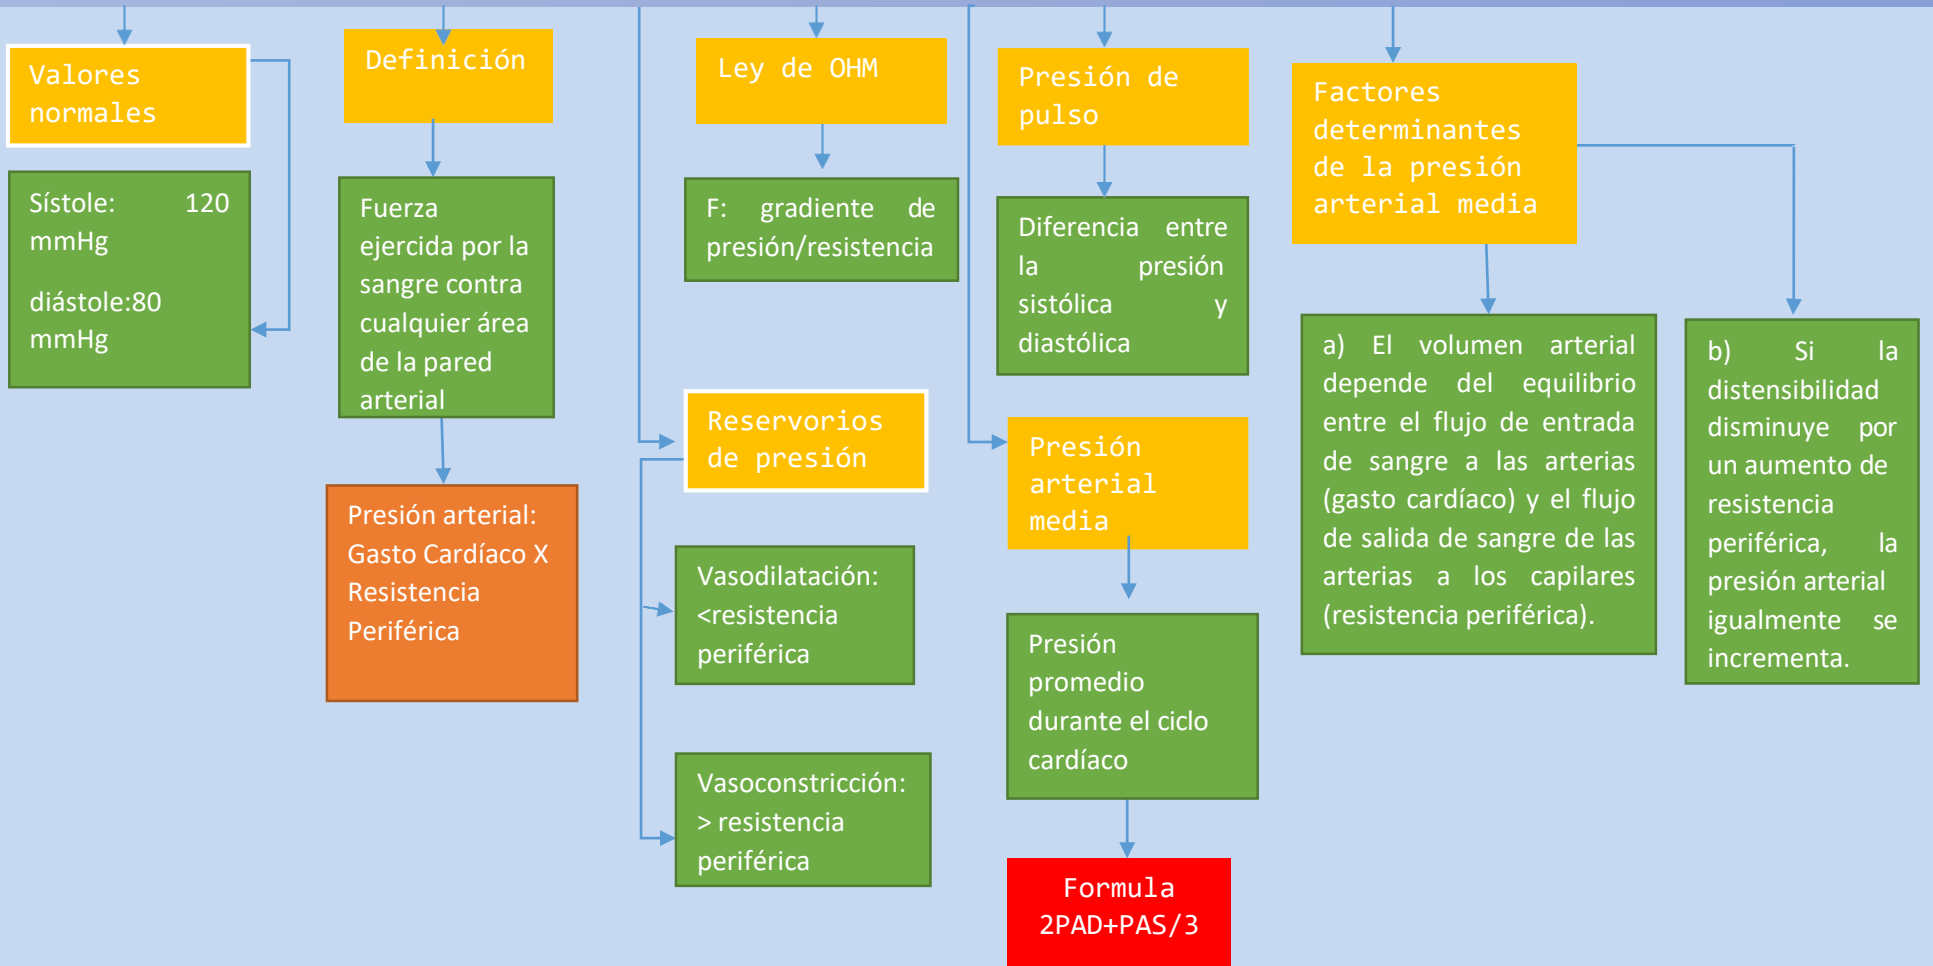 Valores
normales
Sístole: 120
mmHg
diástole:80
mmHg
Definición
Fuerza
ejercida por la
sangre contra
cualquier área
de la pared
arterial
Presión arterial:
Gasto Cardíaco X
Resistencia
Periférica
Ley de OHM
F: gradiente de
presión/resistencia
Reservorios
de presión
Vasodilatación:
<resistencia
periférica
Vasoconstricción:
> resistencia
periférica
Presión de
pulso
Diferencia entre
la presión
sistólica y
diastólica
Presión
arterial
media
Presión
promedio
durante el ciclo
cardíaco
Formula
2PAD+PAS/3
Factores
determinantes
de la presión
arterial media
a) El volumen arterial
depende del equilibrio
entre el flujo de entrada
de sangre a las arterias
(gasto cardíaco) y el flujo
de salida de sangre de las
arterias a los capilares
(resistencia periférica).
b) Si la
distensibilidad
disminuye por
un aumento de
resistencia
periférica, la
presión arterial
igualmente se
incrementa.